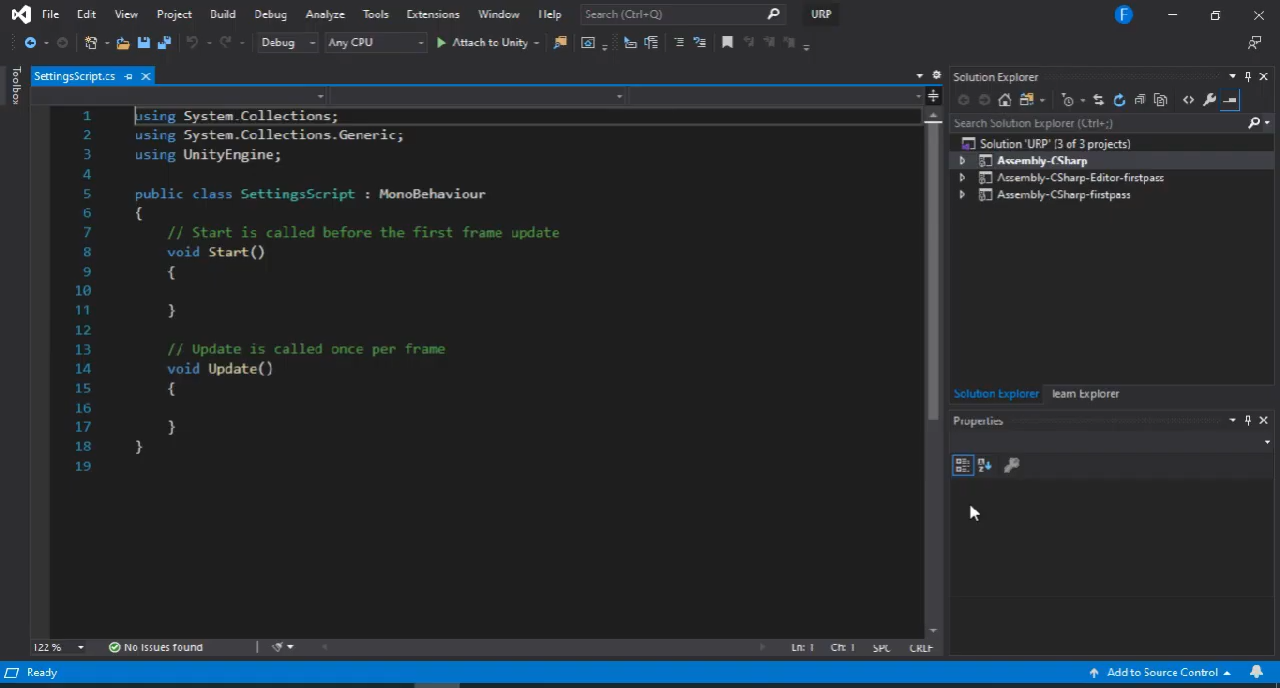 File Edit View Project Build Debug Analyze Tools Extensions Window Help Search (Ctrl+Q) URP F
Debug Any CPU Attach to Unity
Toolbox
SettingsScript.cs
Solution Explorer
Search Solution Explorer (Ctrl+;)
Solution 'URP' (3 of 3 projects)
Assembly-CSharp
Assembly-CSharp-Editor-firstpass
Assembly-CSharp-firstpass
1 using System.Collections;
2 using System.Collections.Generic;
3 using UnityEngine;
4
5 public class SettingsScript : MonoBehaviour
6 {
7 // Start is called before the first frame update
8 void Start()
9 {
10
11 }
12
13 // Update is called once per frame
14 void Update()
15 {
16
17 }
18 }
19
Solution Explorer Team Explorer
Properties
122 % No issues found Ln: 1 Ch: 1 SPC CRLF
Ready Add to Source Control